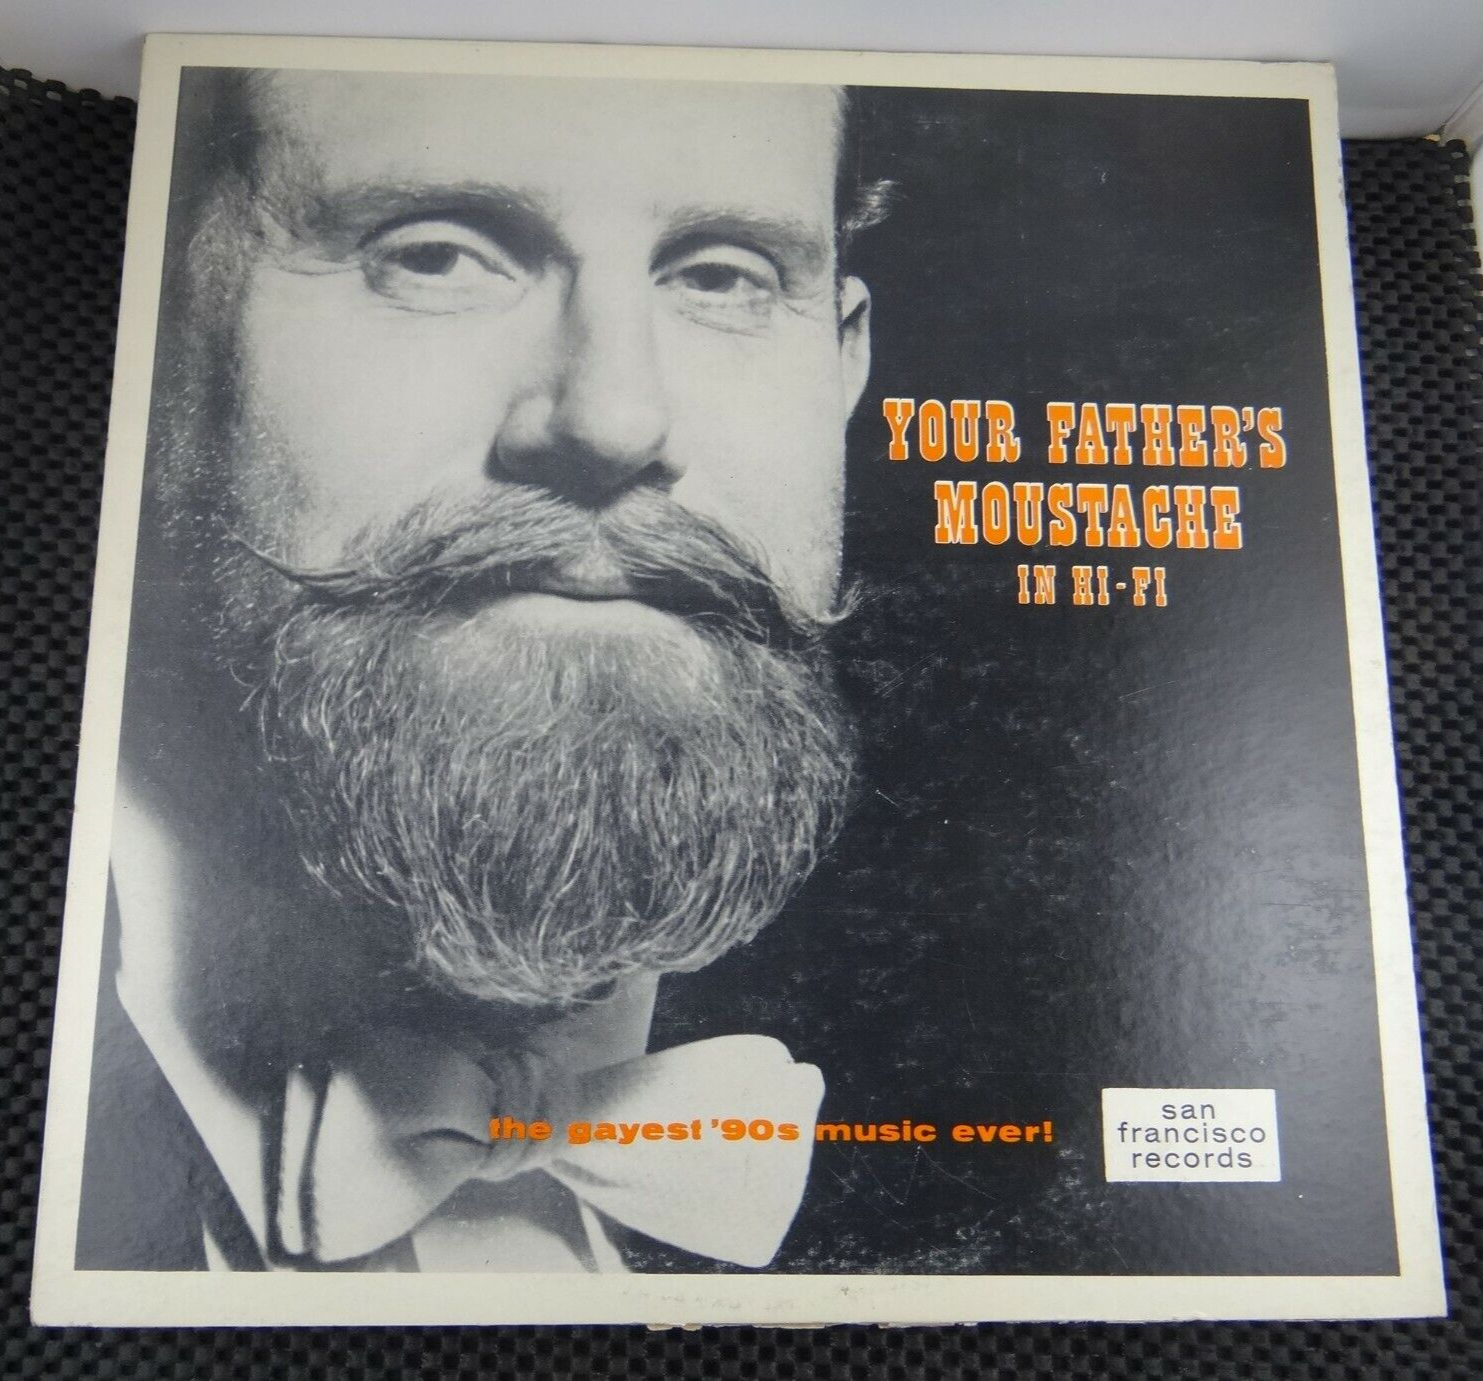 YOUR FATHER'S
MOUSTACHE
IN HI-FI
the gayest '90s music ever!
san
francisco
records